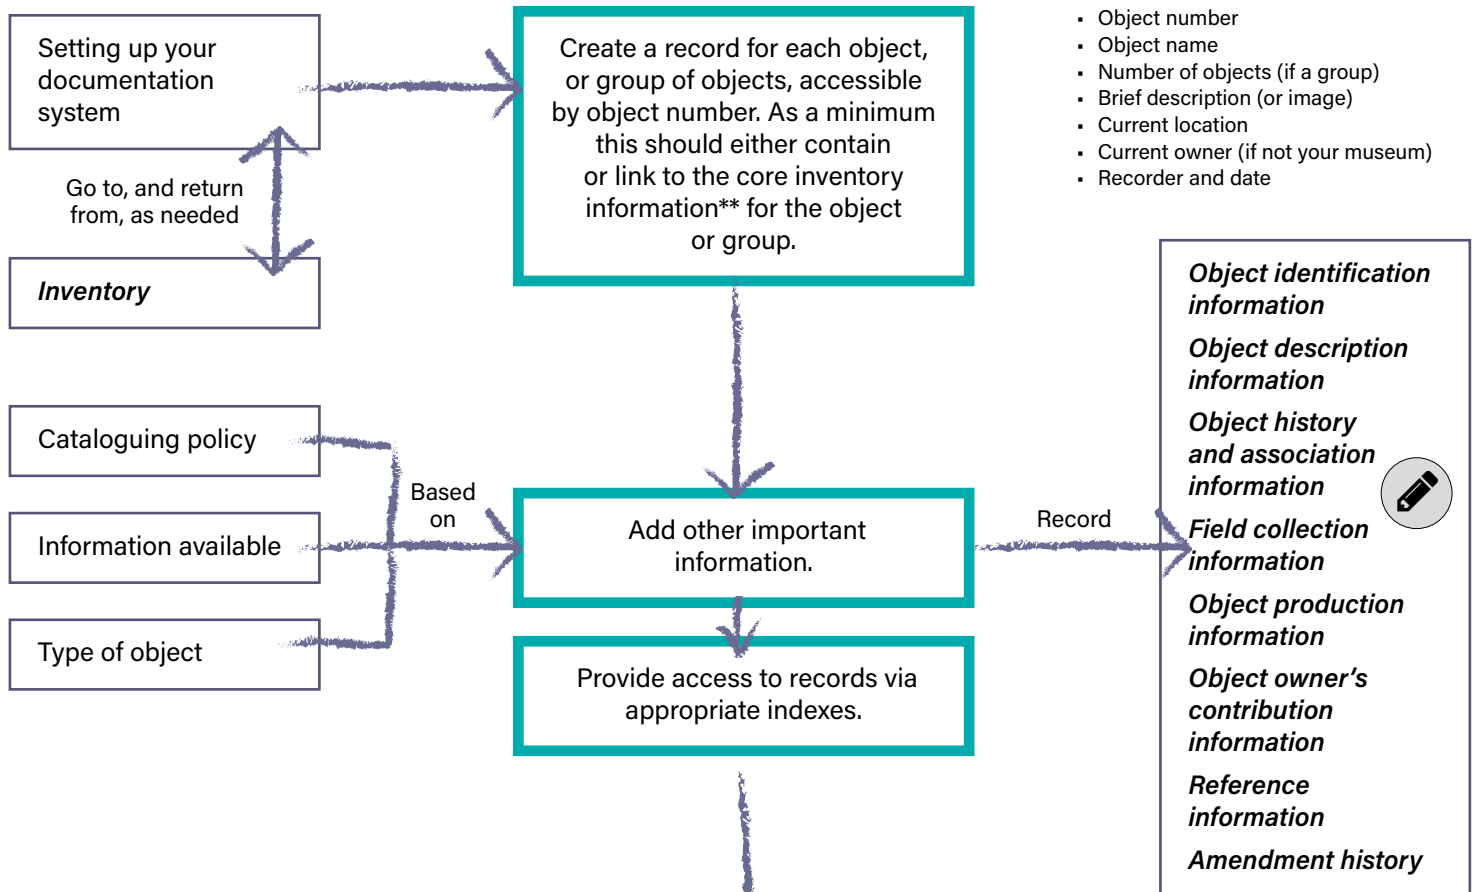 Setting up your
documentation
system
Go to, and return
from, as needed
Inventory
Create a record for each object,
or group of objects, accessible
by object number. As a minimum
this should either contain
or link to the core inventory
information** for the object
or group.
▪ Object number
▪ Object name
▪ Number of objects (if a group)
▪ Brief description (or image)
▪ Current location
▪ Current owner (if not your museum)
▪ Recorder and date
Cataloguing policy
Information available
Type of object
Based
on
Add other important
information.
Record
Provide access to records via
appropriate indexes.
Object identification
information
Object description
information
Object history
and association
information
Field collection
information
Object production
information
Object owner’s
contribution
information
Reference
information
Amendment history